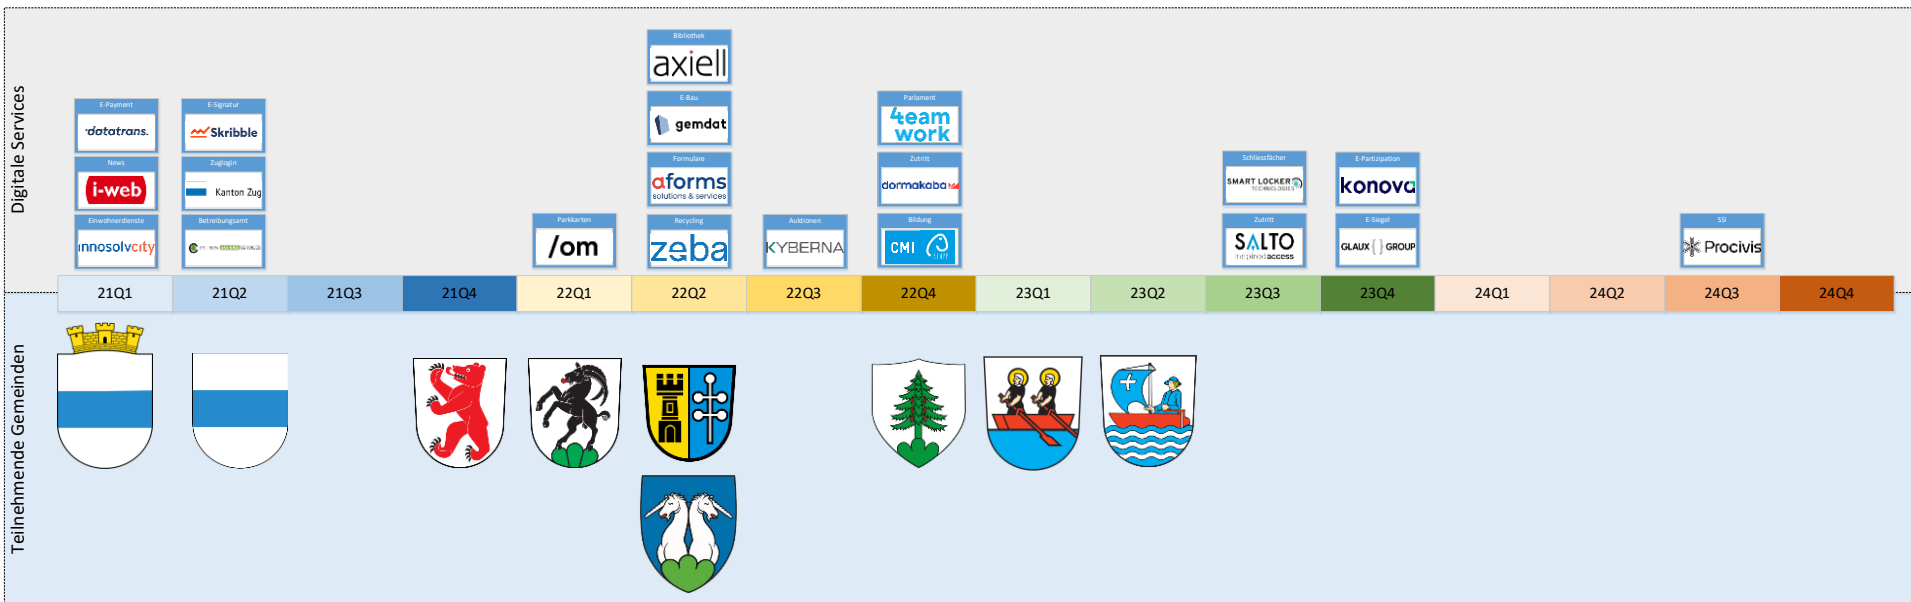 Digitale Services
Bibliothek
axiell
E-Bau
gemdat
Formulare
aforms
solutions & services
Recycling
zeba
E-Payment
datatrans.
News
i-web
Einwohnerdienste
innosolvcity
E-Signatur
Skribble
Zuglogin
Kanton Zug
Betreibungsamt
Parkkarten
/om
Auktionen
KYBERNA
Parlament
4teamwork
Zutritt
dormakaba
Bildung
CMI
Schliessfächer
SMART LOCKER
TECHNOLOGIES
Zutritt
SALTO
inspiredaccess
E-Partizipation
konova
E-Siegel
GLAUX { } GROUP
SSI
Procivis
21Q1
21Q2
21Q3
21Q4
22Q1
22Q2
22Q3
22Q4
23Q1
23Q2
23Q3
23Q4
24Q1
24Q2
24Q3
24Q4
Teilnehmende Gemeinden